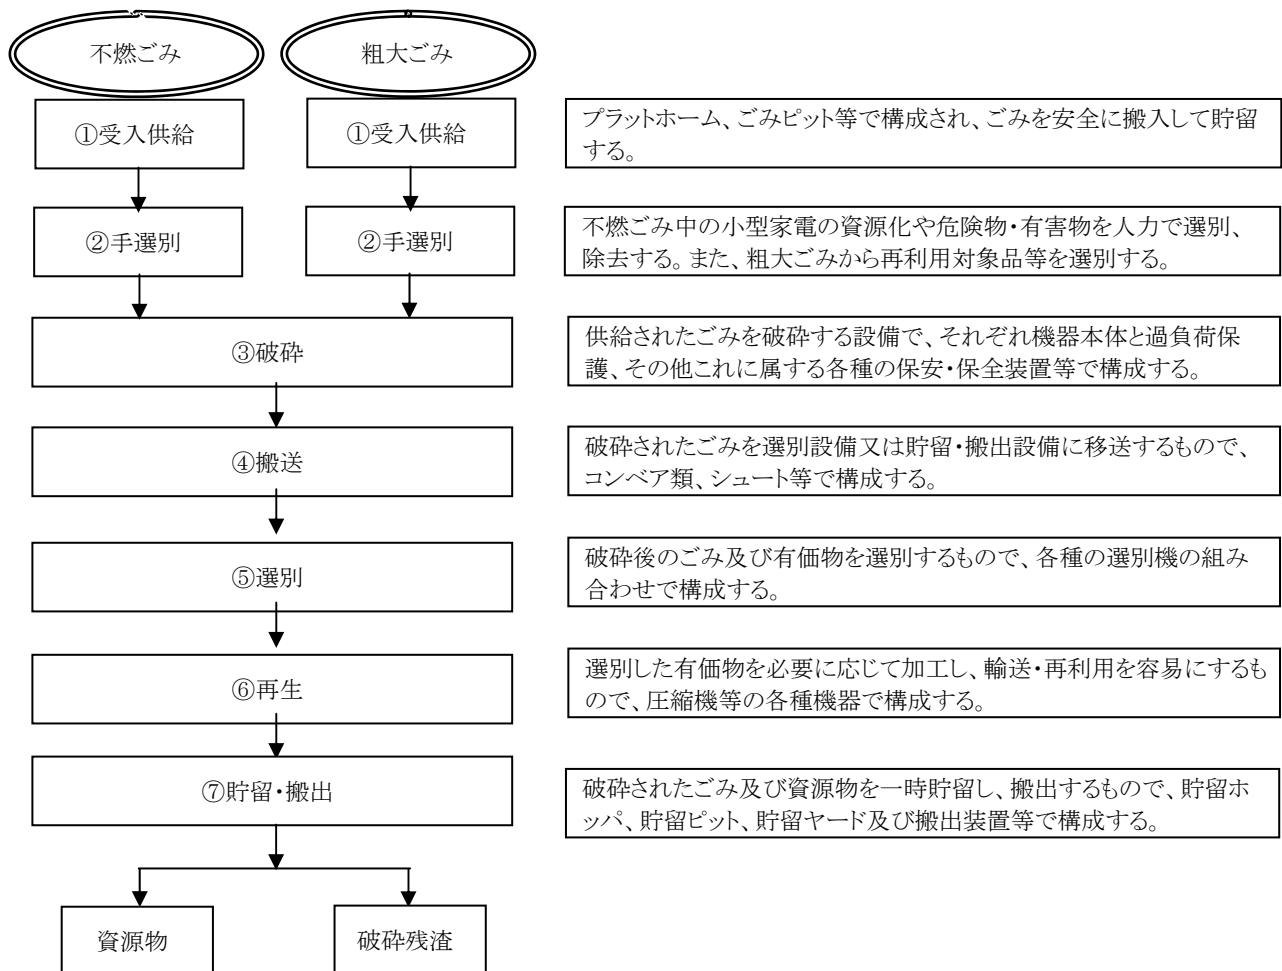 不燃ごみ
粗大ごみ
①受入供給
①受入供給
プラットホーム、ごみピット等で構成され、ごみを安全に搬入して貯留
する。
②手選別
②手選別
不燃ごみ中の小型家電の資源化や危険物・有害物を人力で選別、
除去する。また、粗大ごみから再利用対象品等を選別する。
③破砕
供給されたごみを破砕する設備で、それぞれ機器本体と過負荷保
護、その他これに属する各種の保安・保全装置等で構成する。
④搬送
破砕されたごみを選別設備又は貯留・搬出設備に移送するもので、
コンベア類、シュート等で構成する。
⑤選別
破砕後のごみ及び有価物を選別するもので、各種の選別機の組み
合わせで構成する。
⑥再生
選別した有価物を必要に応じて加工し、輸送・再利用を容易にするも
ので、圧縮機等の各種機器で構成する。
⑦貯留・搬出
破砕されたごみ及び資源物を一時貯留し、搬出するもので、貯留ホ
ッパ、貯留ピット、貯留ヤード及び搬出装置等で構成する。
資源物
破砕残渣